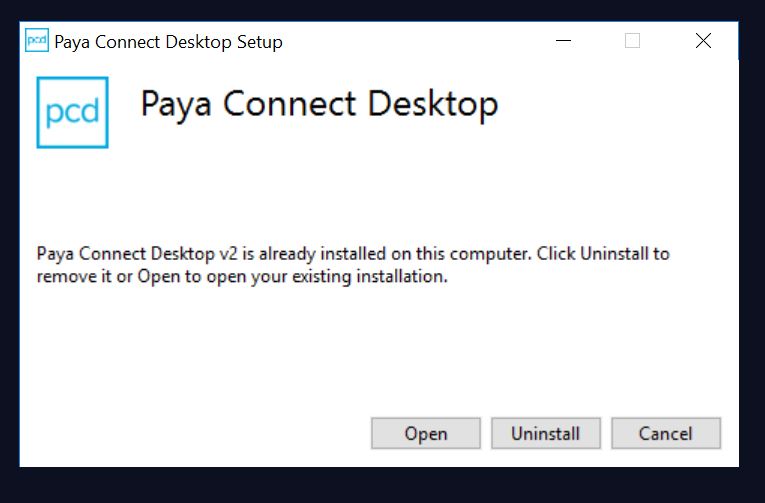 pcd Paya Connect Desktop Setup
pcd
Paya Connect Desktop
Paya Connect Desktop v2 is already installed on this computer. Click Uninstall to
remove it or Open to open your existing installation.
Open Uninstall Cancel